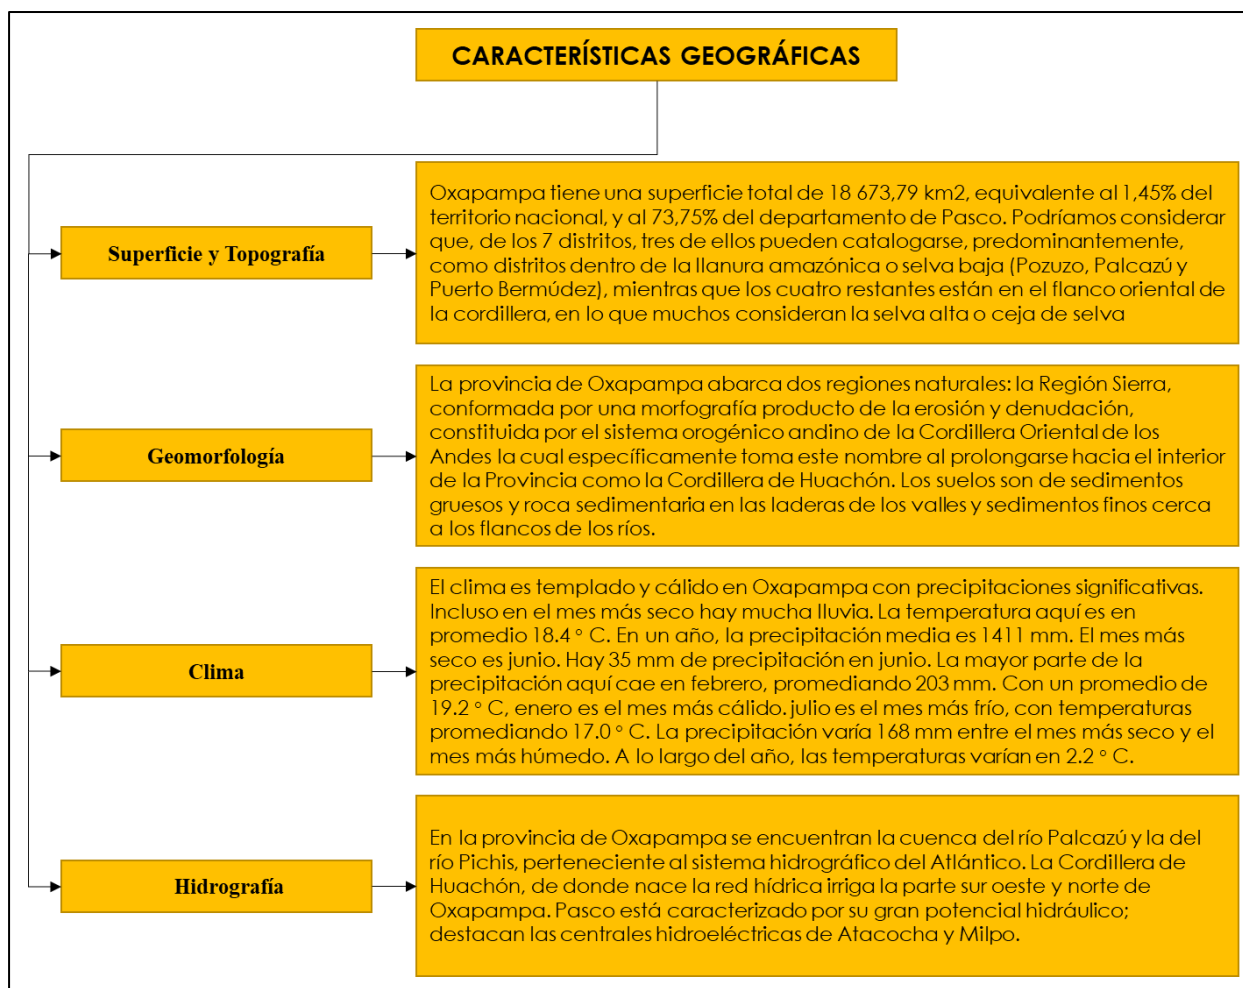 CARACTERÍSTICAS GEOGRÁFICAS
Superficie y Topografía
Oxapampa tiene una superficie total de 18 673,79 km2, equivalente al 1,45% del
territorio nacional, y al 73,75% del departamento de Pasco. Podríamos considerar
que, de los 7 distritos, tres de ellos pueden catalogarse, predominantemente,
como distritos dentro de la llanura amazónica o selva baja (Pozuzo, Palcazú y
Puerto Bermúdez), mientras que los cuatro restantes están en el flanco oriental de
la cordillera, en lo que muchos consideran la selva alta o ceja de selva
Geomorfología
La provincia de Oxapampa abarca dos regiones naturales: la Región Sierra,
conformada por una morfografía producto de la erosión y denudación,
constituida por el sistema orogénico andino de la Cordillera Oriental de los
Andes la cual específicamente toma este nombre al prolongarse hacia el interior
de la Provincia como la Cordillera de Huachón. Los suelos son de sedimentos
gruesos y roca sedimentaria en las laderas de los valles y sedimentos finos cerca
a los flancos de los ríos.
Clima
El clima es templado y cálido en Oxapampa con precipitaciones significativas.
Incluso en el mes más seco hay mucha lluvia. La temperatura aquí es en
promedio 18.4 ° C. En un año, la precipitación media es 1411 mm. El mes más
seco es junio. Hay 35 mm de precipitación en junio. La mayor parte de la
precipitación aquí cae en febrero, promediando 203 mm. Con un promedio de
19.2 ° C, enero es el mes más cálido. julio es el mes más frío, con temperaturas
promediando 17.0 ° C. La precipitación varía 168 mm entre el mes más seco y el
mes más húmedo. A lo largo del año, las temperaturas varían en 2.2 ° C.
Hidrografía
En la provincia de Oxapampa se encuentran la cuenca del río Palcazú y la del
río Pichis, perteneciente al sistema hidrográfico del Atlántico. La Cordillera de
Huachón, de donde nace la red hídrica irriga la parte sur oeste y norte de
Oxapampa. Pasco está caracterizado por su gran potencial hidráulico;
destacan las centrales hidroeléctricas de Atacocha y Milpo.